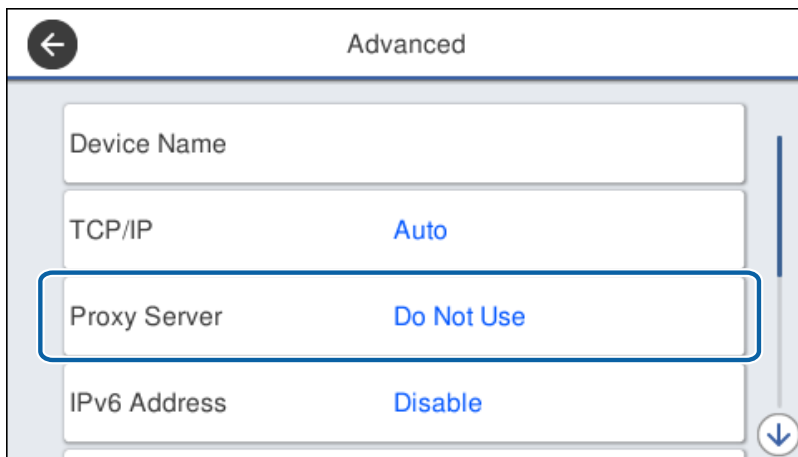 Advanced
Device Name
TCP/IP Auto
Proxy Server Do Not Use
IPv6 Address Disable